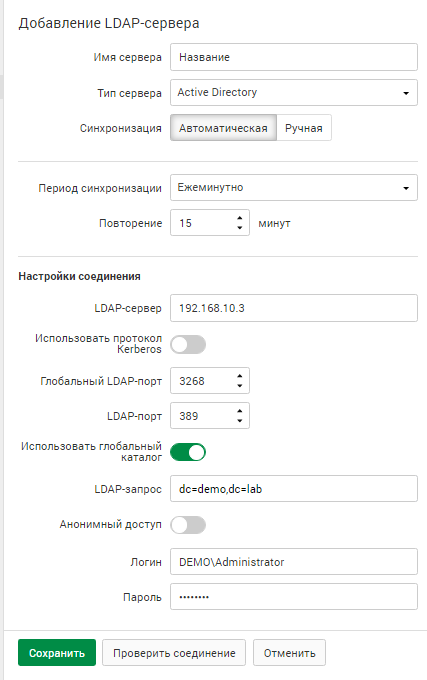 Добавление LDAP-сервера
Имя сервера Название
Тип сервера Active Directory
Синхронизация Автоматическая Ручная
Период синхронизации Ежеминутно
Повторение 15 минут
Настройки соединения
LDAP-сервер 192.168.10.3
Использовать протокол
Kerberos
Глобальный LDAP-порт 3268
LDAP-порт 389
Использовать глобальный
каталог
LDAP-запрос dc=demo,dc=lab
Анонимный доступ
Логин DEMO\Administrator
Пароль ••••••••
Сохранить Проверить соединение Отменить